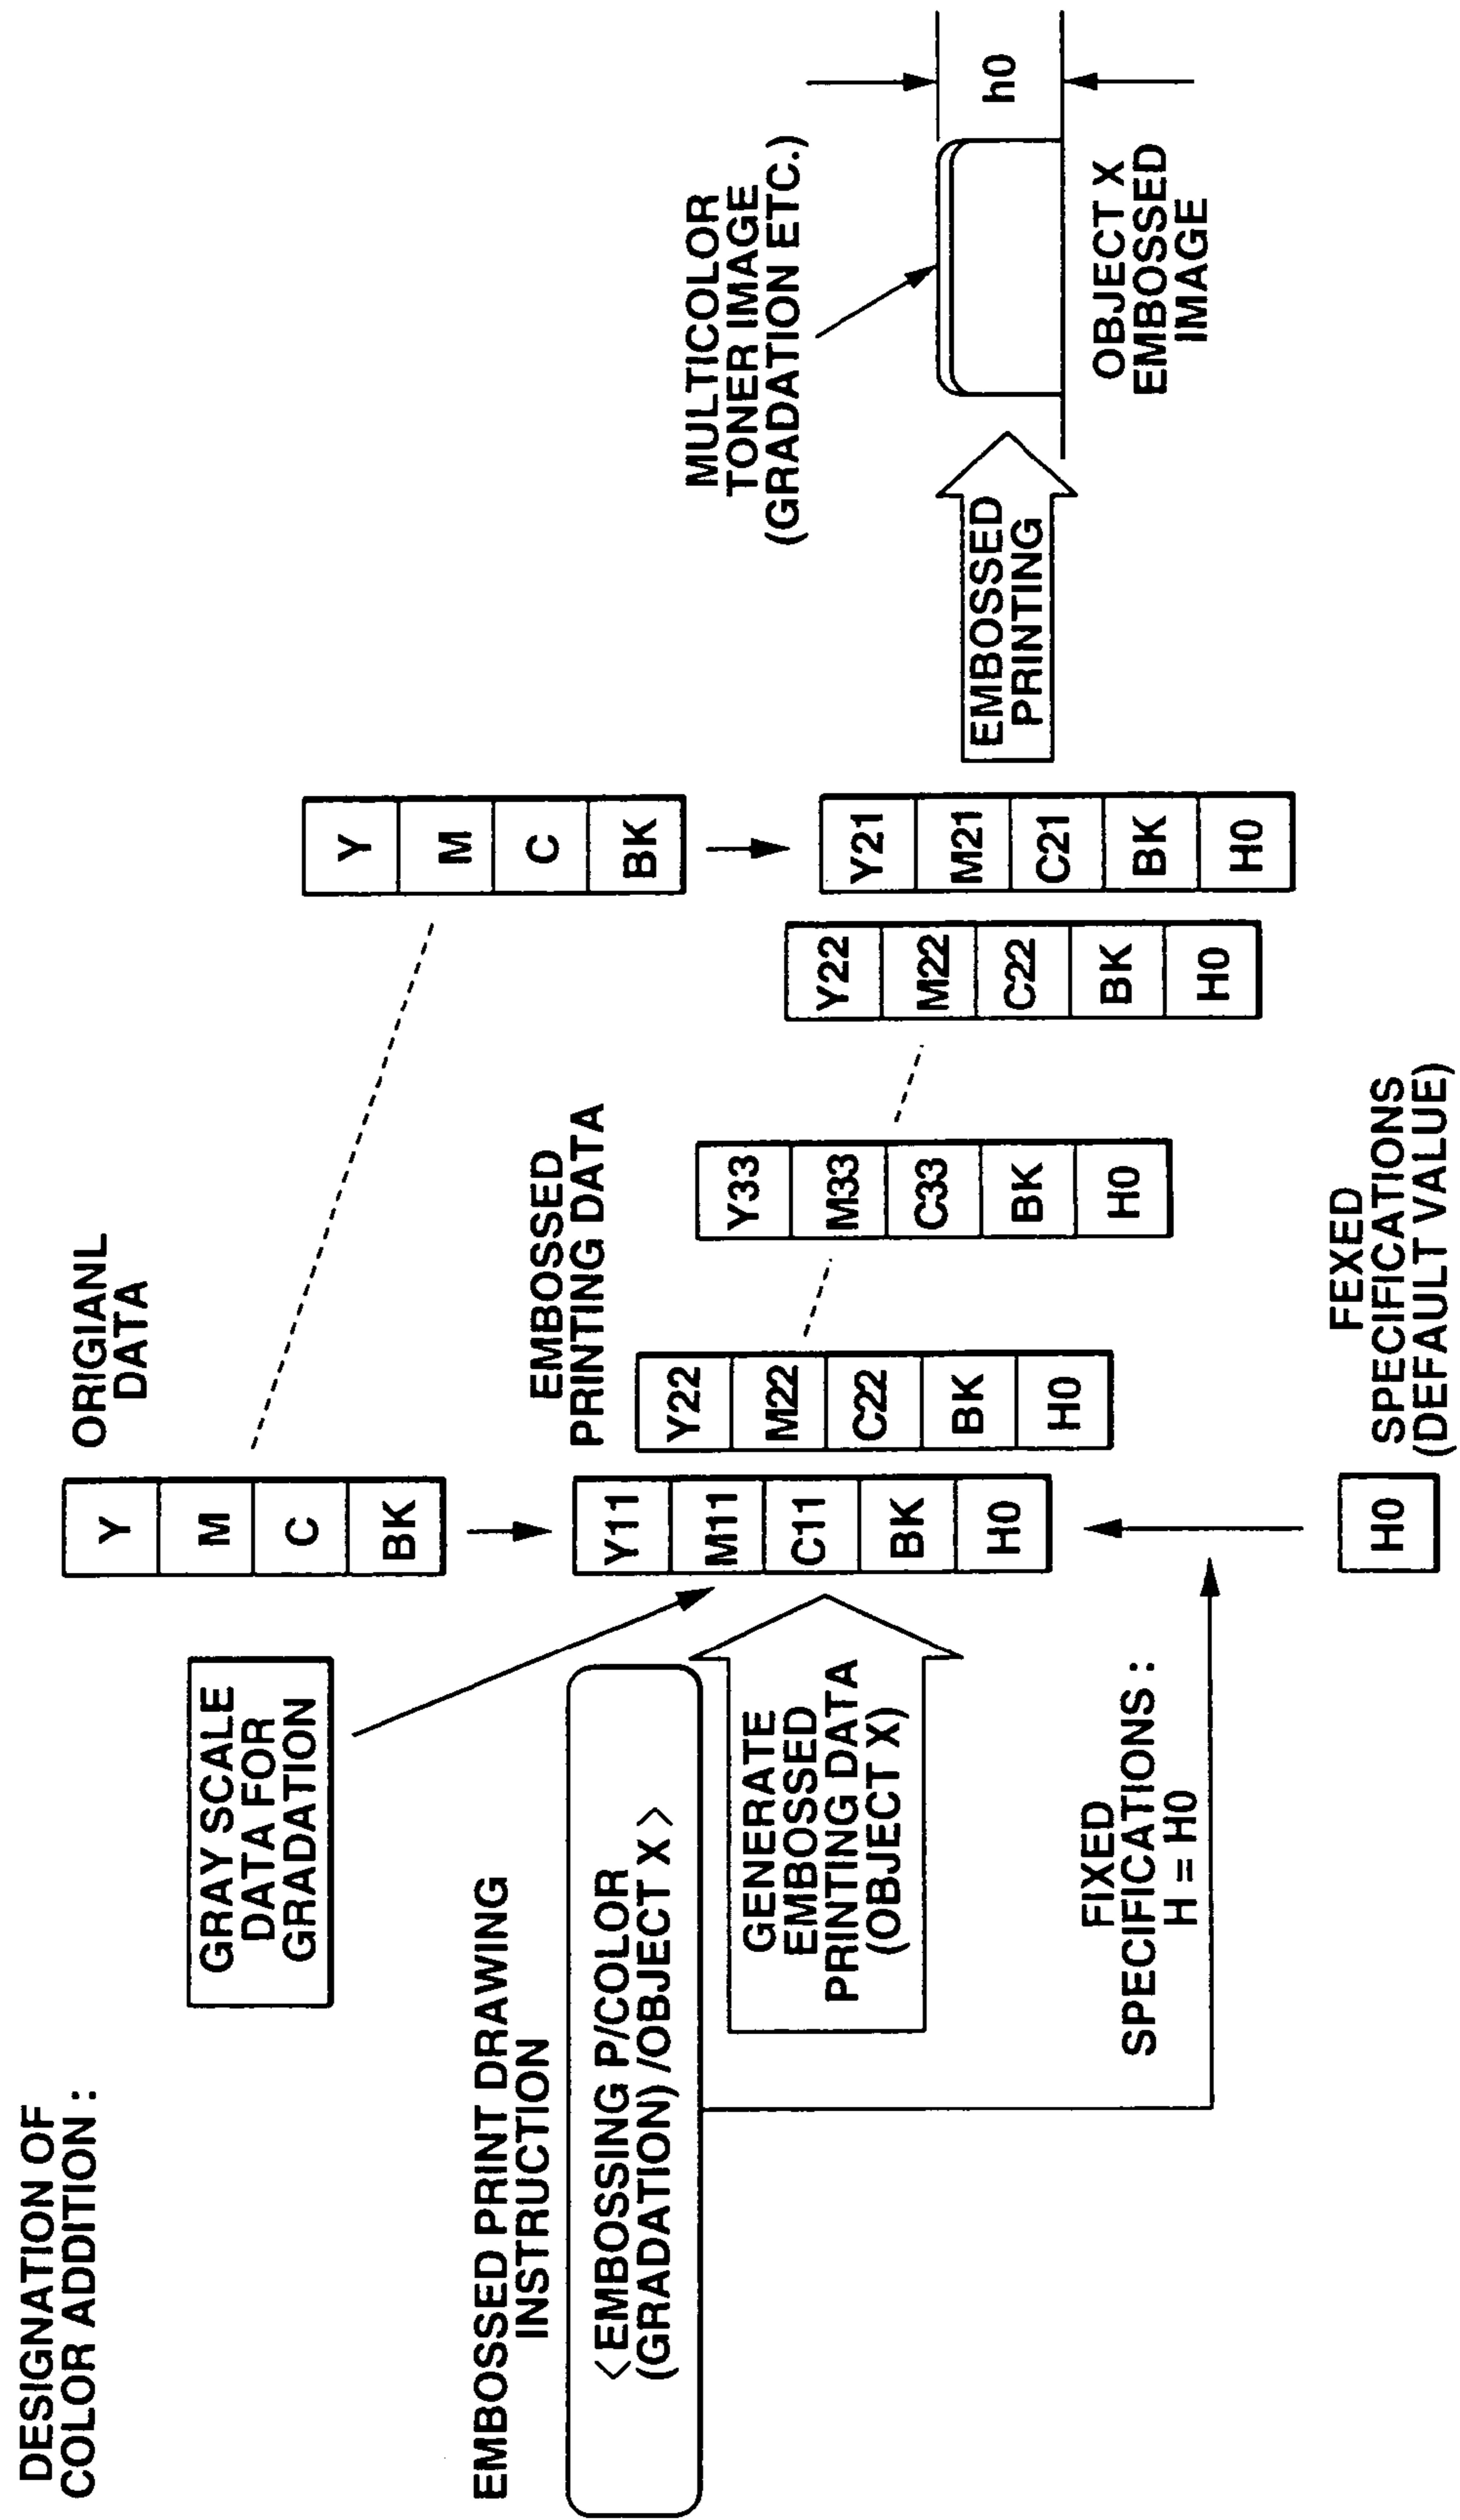 DESIGNATION OF
COLOR ADDITION :
ORIGIANL
DATA
Y
M
C
BK
Y
M
C
BK
GRAY SCALE
DATA FOR
GRADATION
EMBOSSED PRINT DRAWING
INSTRUCTION
<EMBOSSING P/COLOR
(GRADATION) /OBJECT X>
GENERATE
EMBOSSED
PRINTING DATA
(OBJECT X)
FIXED
SPECIFICATIONS :
H = H0
EMBOSSED
PRINTING DATA
Y11
M11
C11
BK
H0
Y22
M22
C22
BK
H0
Y33
M33
C33
BK
H0
Y22
M22
C22
BK
H0
Y21
M21
C21
BK
H0
H0
FEXED
SPECIFICATIONS
(DEFAULT VALUE)
EMBOSSED
PRINTING
MULTICOLOR
TONER IMAGE
(GRADATION ETC.)
h0
OBJECT X
EMBOSSED
IMAGE